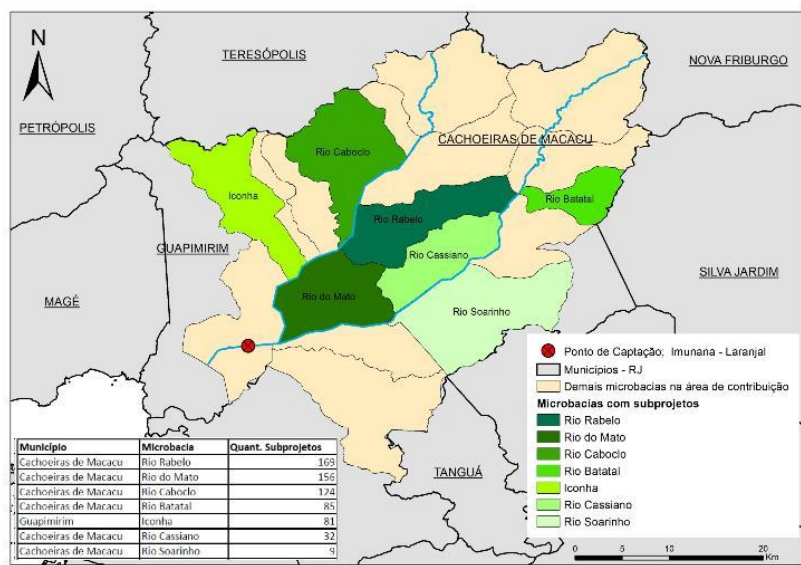 N
TERESÓPOLIS
NOVA FRIBURGO
PETRÓPOLIS
CACHOEIRAS DE MACACU
Rio Caboclo
Iconha
Rio Batatal
Rio Rabelo
GUAPIMIRIM
Rio Cassiano
SILVA JARDIM
MAGÉ
Rio do Mato
Rio Soarinho
TANGUÁ
Ponto de Captação; Imunana - Laranjal
Municípios - RJ
Demais microbacias na área de contribuição
Microbacias com subprojetos
Rio Rabelo
Rio do Mato
Rio Caboclo
Rio Batatal
Iconha
Rio Cassiano
Rio Soarinho
0 5 10 20
Km
Município Microbacia Quant. Subprojetos
Cachoeiras de Macacu Rio Rabelo 169
Cachoeiras de Macacu Rio do Mato 156
Cachoeiras de Macacu Rio Caboclo 124
Cachoeiras de Macacu Rio Batatal 85
Guapimirim Iconha 81
Cachoeiras de Macacu Rio Cassiano 32
Cachoeiras de Macacu Rio Soarinho 9